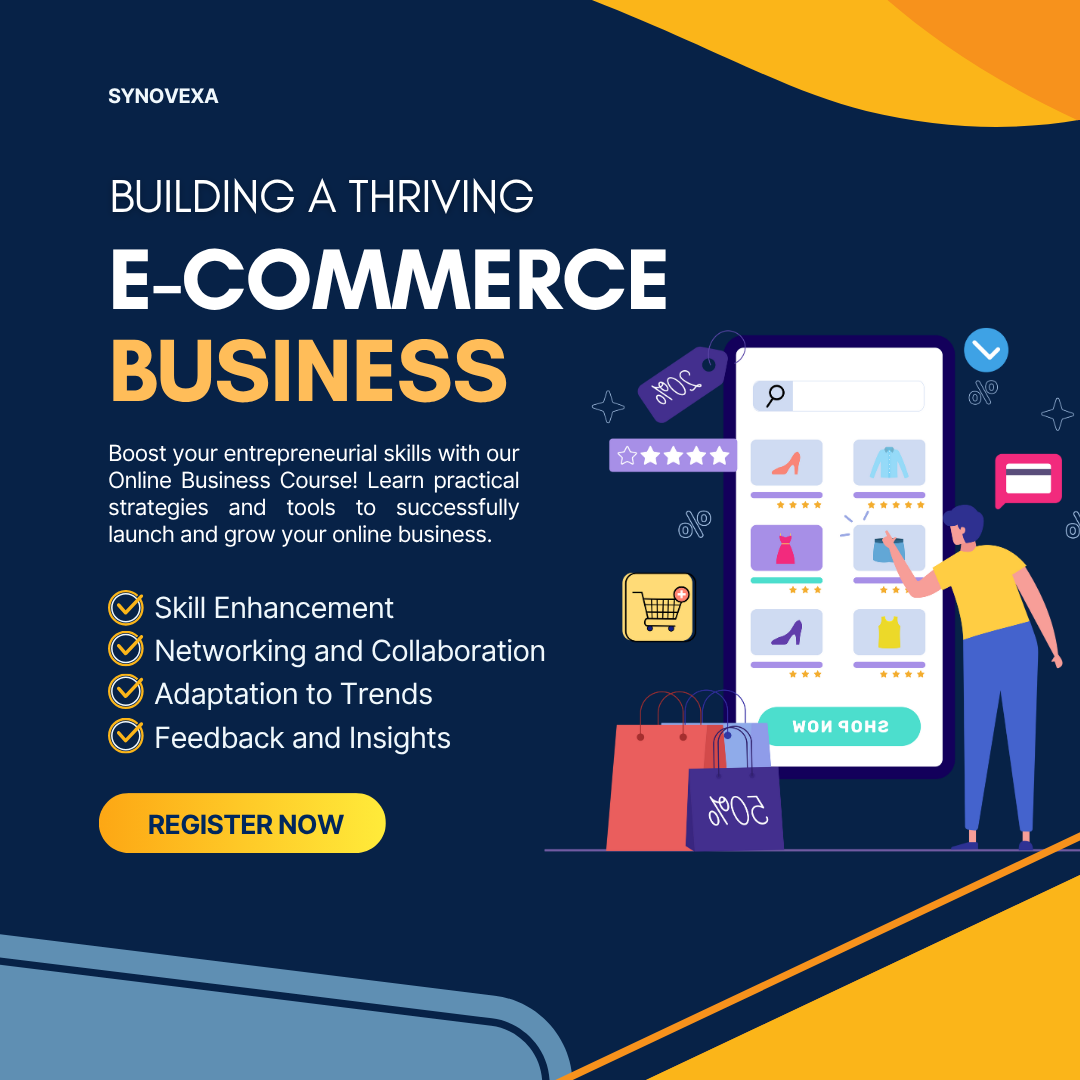 SYNOVEXA
BUILDING A THRIVING
E-COMMERCE
BUSINESS
Boost your entrepreneurial skills with our
Online Business Course! Learn practical
strategies and tools to successfully
launch and grow your online business.
Skill Enhancement
Networking and Collaboration
Adaptation to Trends
Feedback and Insights
REGISTER NOW
20%
%
%
%
SHOP NOW
50%